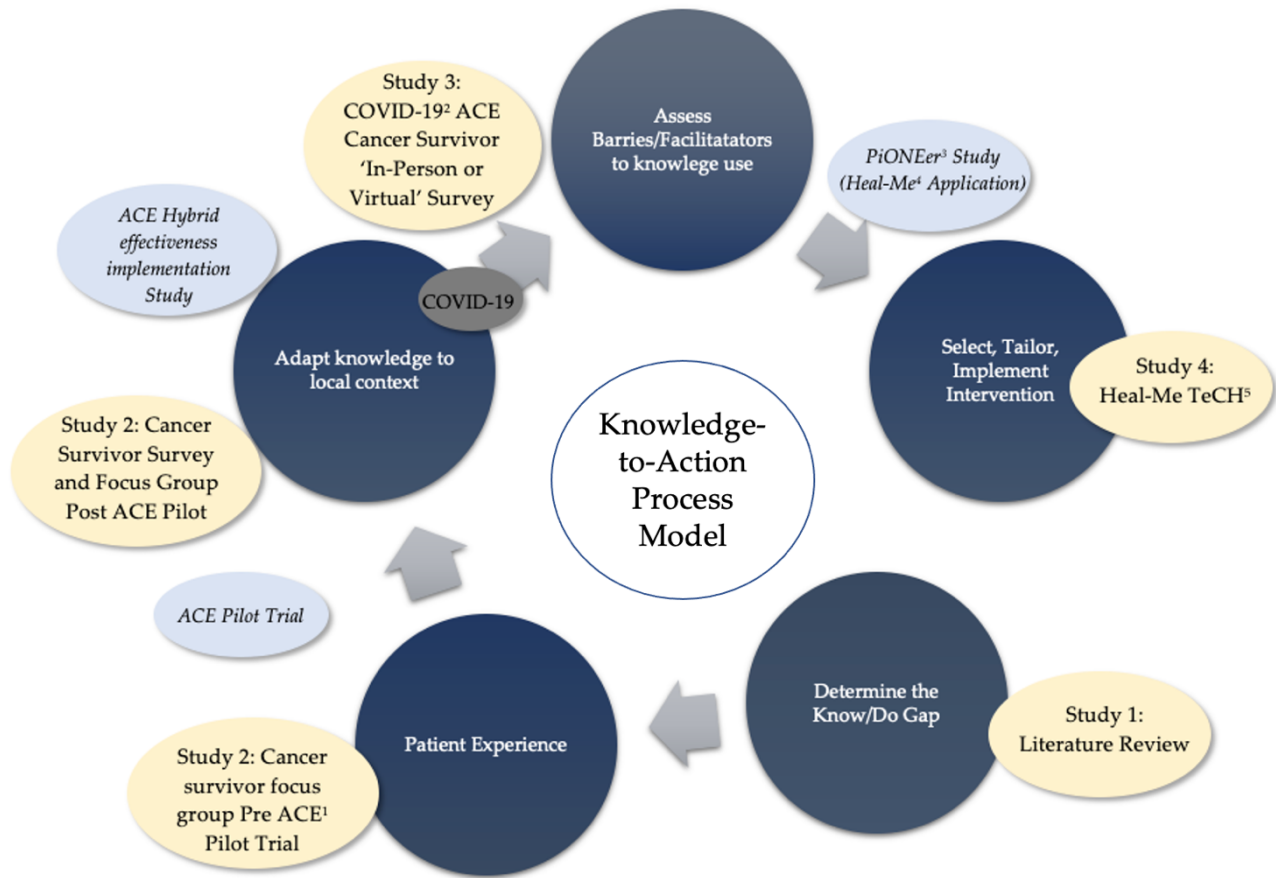 Study 3:
COVID-19² ACE
Cancer Survivor
‘In-Person or
Virtual’ Survey
Assess
Barries/Facilitatators
to knowlege use
PiONEer³ Study
(Heal-Me⁴ Application)
ACE Hybrid
effectiveness
implementation
Study
COVID-19
Adapt knowledge to
local context
Select, Tailor,
Implement
Intervention
Study 4:
Heal-Me TeCH⁵
Study 2: Cancer
Survivor Survey
and Focus Group
Post ACE Pilot
Knowledge-
to-Action
Process
Model
ACE Pilot Trial
Patient Experience
Determine the
Know/Do Gap
Study 1:
Literature Review
Study 2: Cancer
survivor focus
group Pre ACE¹
Pilot Trial